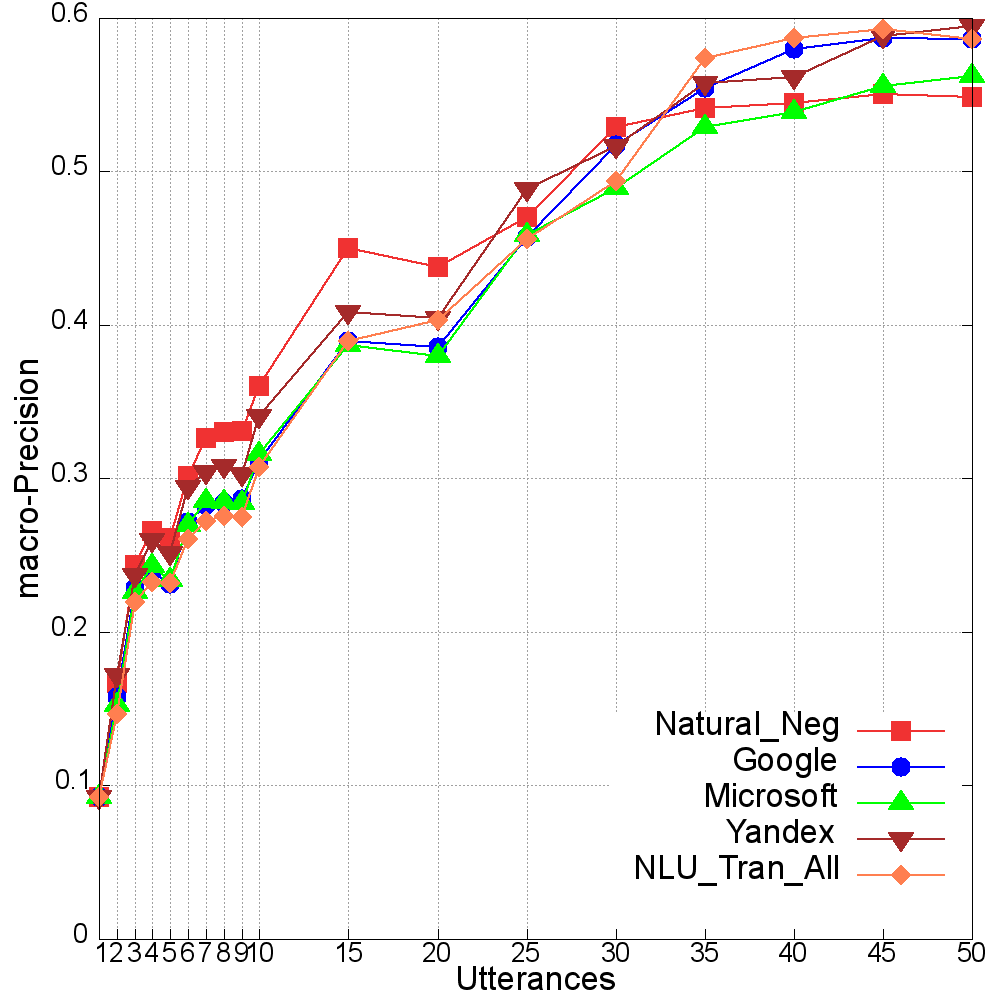 0.6
0.5
0.4
0.3
0.2
0.1
0
macro-Precision
Natural_Neg
Google
Microsoft
Yandex
NLU_Tran_All
1 2 3 4 5 6 7 8 9 10 15 20 25 30 35 40 45 50
Utterances